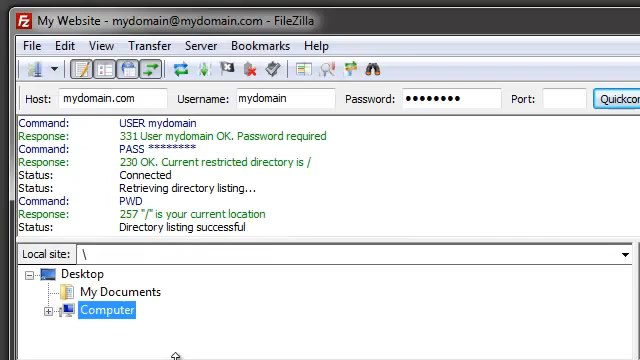 My Website - mydomain@mydomain.com - FileZilla
File Edit View Transfer Server Bookmarks Help
Host: mydomain.com Username: mydomain Password: ●●●●●●●● Port: Quickcon
Command: USER mydomain
Response: 331 User mydomain OK. Password required
Command: PASS ********
Response: 230 OK. Current restricted directory is /
Status: Connected
Status: Retrieving directory listing...
Command: PWD
Response: 257 "/" is your current location
Status: Directory listing successful
Local site: \
Desktop
My Documents
Computer